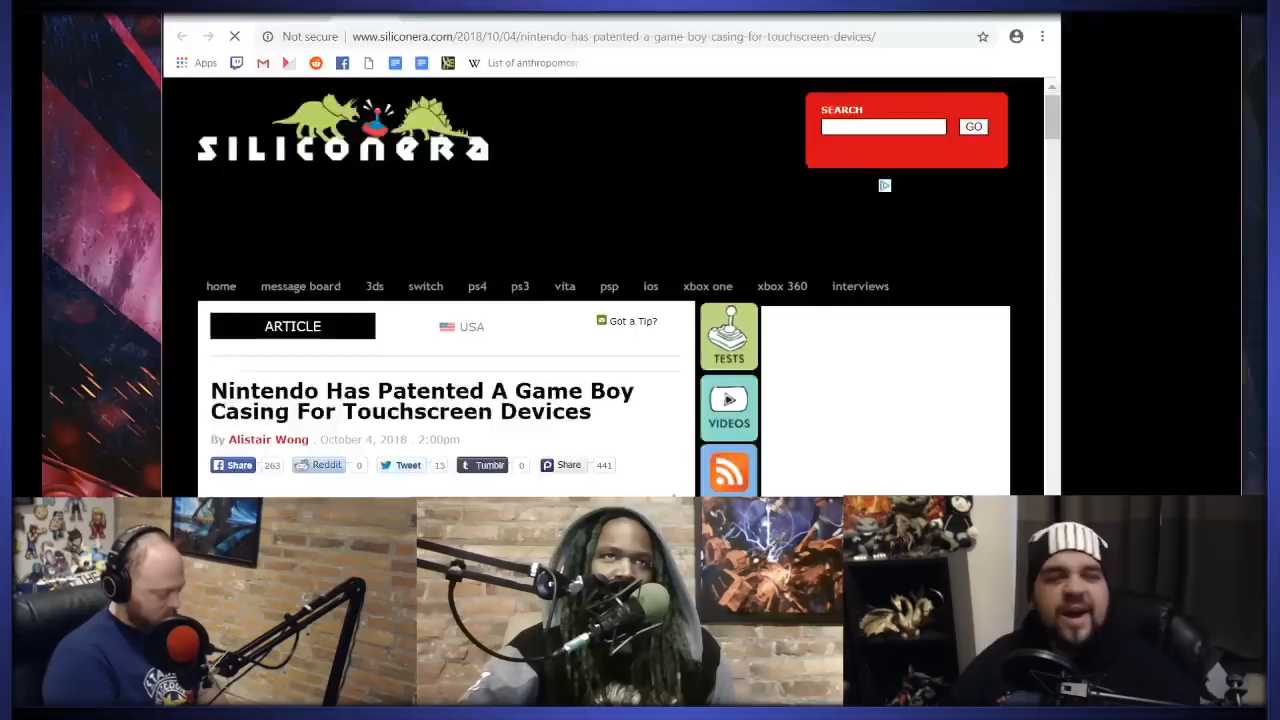 Not secure | www.siliconera.com/2018/10/04/nintendo-has-patented-a-game-boy-casing-for-touchscreen-devices/
Apps
List of anthropomor
SILICONERA
SEARCH
GO
home message board 3ds switch ps4 ps3 vita psp ios xbox one xbox 360 interviews
ARTICLE
USA
Got a Tip?
TESTS
Nintendo Has Patented A Game Boy
Casing For Touchscreen Devices
VIDEOS
By Alistair Wong . October 4, 2018 . 2:00pm
Share 263 Reddit 0 Tweet 15 Tumblr 0 Share 441